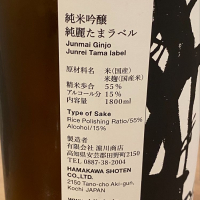 純米吟醸
純麗たまラベル
Junmai Ginjo
Junrei Tama label
原材料名 米(国産)
米麹(国産米)
精米歩合 55%
アルコール分 15%
内容量 1800ml
Type of Sake
Rice Polishing Ratio/55%
Alcohol/15%
製造者
有限会社 濵川商店
高知県安芸郡田野町2150
TEL 0887-38-2004
HAMAKAWA SHOTEN
CO.,LTD.
2150 Tano-cho Aki-gun,
Kochi JAPAN